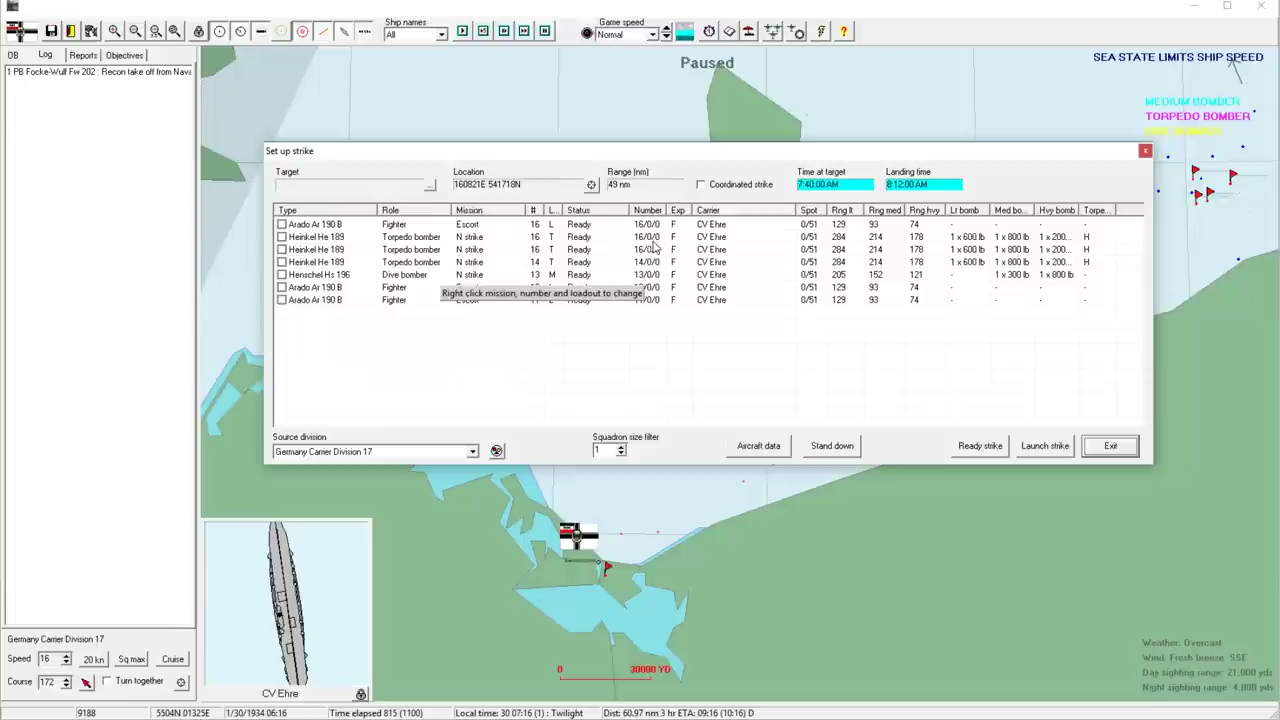 Ship names
All
Game speed
Normal
OB Log Reports Objectives
1 PB Focke-Wulf Fw 202 : Recon take off from Nava
Paused
SEA STATE LIMITS SHIP SPEED
MEDIUM BOMBER
TORPEDO BOMBER
DIVE BOMBER
Set up strike
Target Location Range (nm) Time at target Landing time
160821E 541718N 49 nm Coordinated strike 7:40:00 AM 8:12:00 AM
Type Role Mission # L... Status Number Exp Carrier Spot Rng lt Rng med Rng hvy Lt bomb Med bo... Hvy bomb Torpe...
Arado Ar 190 B Fighter Escort 16 L Ready 16/0/0 F CV Ehre 0/51 129 93 74 - - - -
Heinkel He 189 Torpedo bomber N strike 16 T Ready 16/0/0 F CV Ehre 0/51 284 214 178 1 x 600 lb 1 x 800 lb 1 x 200... H
Heinkel He 189 Torpedo bomber N strike 16 T Ready 16/0/0 F CV Ehre 0/51 284 214 178 1 x 600 lb 1 x 800 lb 1 x 200... H
Heinkel He 189 Torpedo bomber N strike 14 T Ready 14/0/0 F CV Ehre 0/51 284 214 178 1 x 600 lb 1 x 800 lb 1 x 200... H
Henschel Hs 196 Dive bomber N strike 13 M Ready 13/0/0 F CV Ehre 0/51 205 152 121 - 1 x 300 lb 1 x 800 lb -
Arado Ar 190 B Fighter F CV Ehre 0/51 129 93 74 - - - -
Right click mission, number and loadout to change
Arado Ar 190 B Fighter F CV Ehre 0/51 129 93 74 - - - -
Source division
Germany Carrier Division 17
Squadron size filter
1
Aircraft data Stand down Ready strike Launch strike Exit
CV Ehre
0 30000 YD
Weather: Overcast
Wind: Fresh breeze SSE
Day sighting range: 21.000 yds
Night sighting range: 4.000 yds
Germany Carrier Division 17
Speed 16 20 kn Sq max Cruise
Course 172 Turn together
9188 5504N 01325E 1/30/1934 06:16 Time elapsed 815 (1100) Local time: 30 07:16 (1) : Twilight Dist: 60.97 nm 3 hr ETA: 09:16 (10:16) D